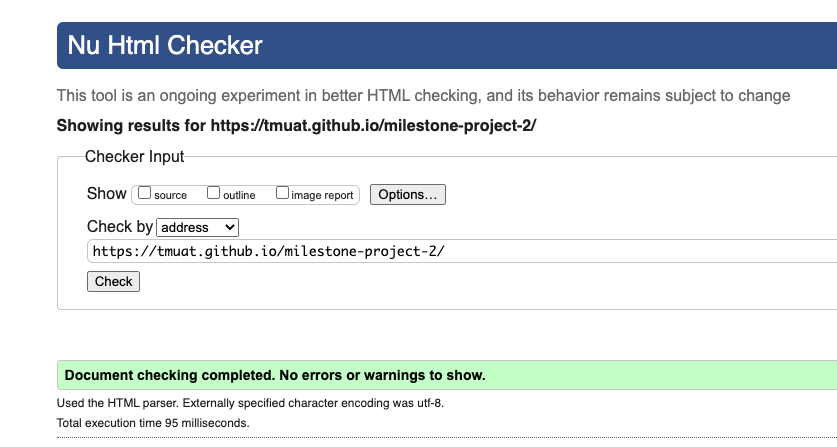 Nu Html Checker
This tool is an ongoing experiment in better HTML checking, and its behavior remains subject to change
Showing results for https://tmuat.github.io/milestone-project-2/
Checker Input
Show source outline image report Options...
Check by address
https://tmuat.github.io/milestone-project-2/
Check
Document checking completed. No errors or warnings to show.
Used the HTML parser. Externally specified character encoding was utf-8.
Total execution time 95 milliseconds.